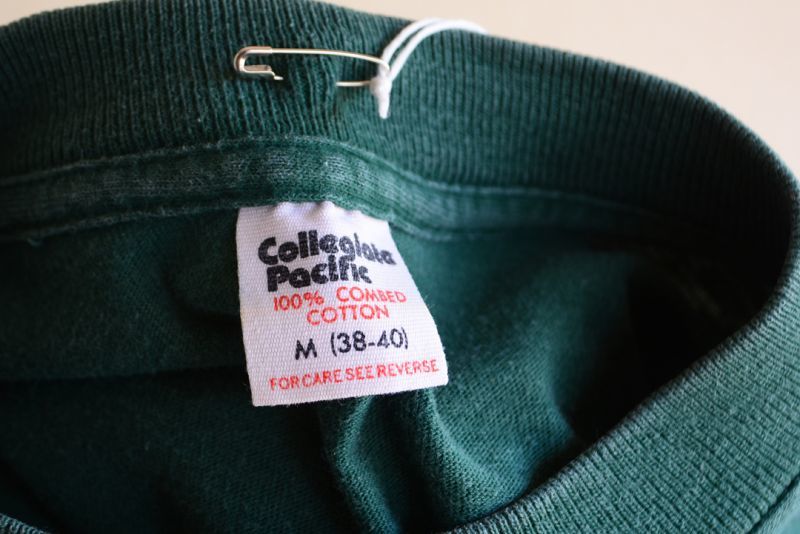 Collegiate
Pacific
100% COMBED
COTTON
M (38-40)
FOR CARE SEE REVERSE